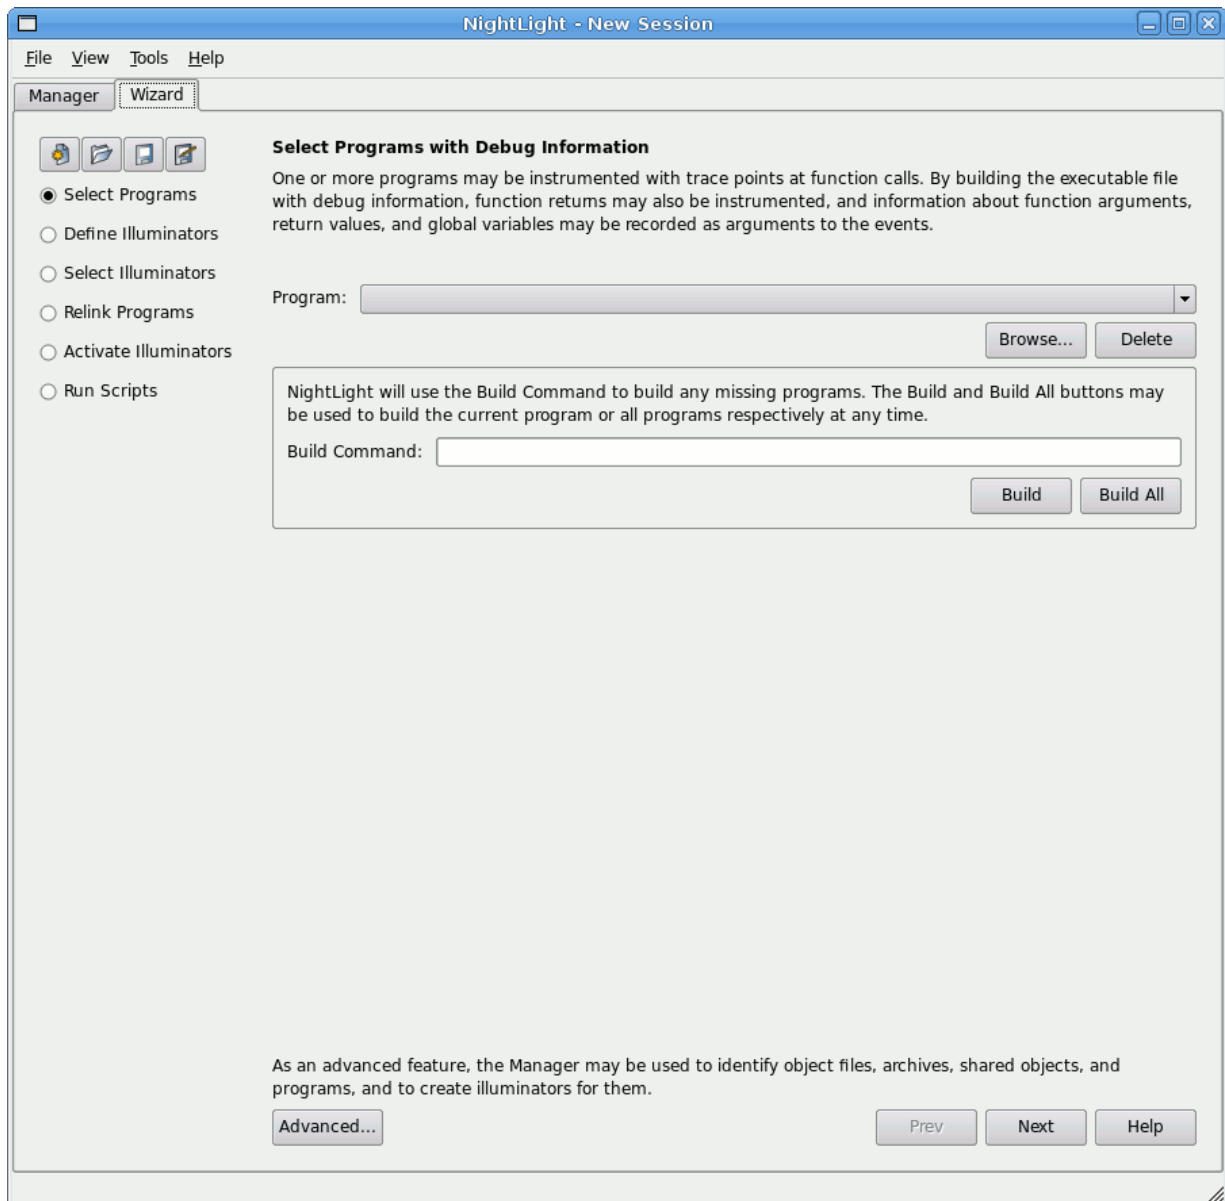 NightLight - New Session
File View Tools Help
Manager Wizard
Select Programs
Define Illuminators
Select Illuminators
Relink Programs
Activate Illuminators
Run Scripts
Select Programs with Debug Information
One or more programs may be instrumented with trace points at function calls. By building the executable file
with debug information, function returns may also be instrumented, and information about function arguments,
return values, and global variables may be recorded as arguments to the events.
Program:
Browse... Delete
NightLight will use the Build Command to build any missing programs. The Build and Build All buttons may
be used to build the current program or all programs respectively at any time.
Build Command:
Build Build All
As an advanced feature, the Manager may be used to identify object files, archives, shared objects, and
programs, and to create illuminators for them.
Advanced... Prev Next Help